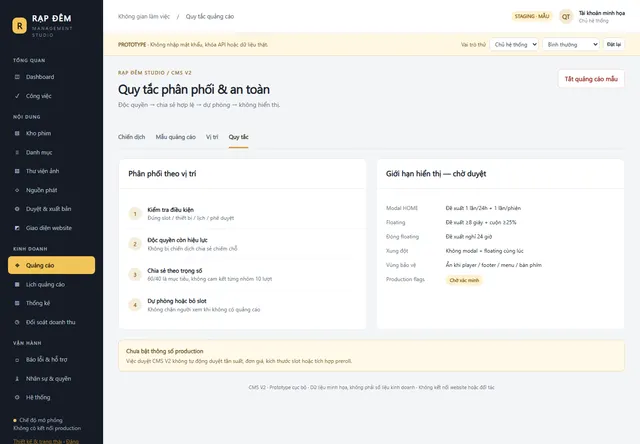 R
RẠP ĐÊM
MANAGEMENT
STUDIO
TỔNG QUAN
Dashboard
Công việc
NỘI DUNG
Kho phim
Danh mục
Thư viện ảnh
Nguồn phát
Duyệt & xuất bản
Giao diện website
KINH DOANH
Quảng cáo
Lịch quảng cáo
Thống kê
Đối soát doanh thu
VẬN HÀNH
Báo lỗi & hỗ trợ
Nhân sự & quyền
Hệ thống
Chế độ mô phỏng
Không có kết nối production
Thiết kế & trạng thái · Đăng
Không gian làm việc / Quy tắc quảng cáo
STAGING · MẪU
QT
Tài khoản minh họa
Chủ hệ thống
PROTOTYPE · Không nhập mật khẩu, khóa API hoặc dữ liệu thật.
Vai trò thử
Chủ hệ thống
Bình thường
Đặt lại
RẠP ĐÊM STUDIO / CMS V2
Quy tắc phân phối & an toàn
Độc quyền → chia sẻ hợp lệ → dự phòng → không hiển thị.
Tắt quảng cáo mẫu
Chiến dịch
Mẫu quảng cáo
Vị trí
Quy tắc
Phân phối theo vị trí
1
Kiểm tra điều kiện
Đúng slot / thiết bị / lịch / phê duyệt
2
Độc quyền còn hiệu lực
Không bị chiến dịch chia sẻ chiếm chỗ
3
Chia sẻ theo trọng số
60/40 là mục tiêu, không cam kết từng nhóm 10 lượt
4
Dự phòng hoặc bỏ slot
Không chặn người xem khi không có quảng cáo
Giới hạn hiển thị — chờ duyệt
Modal HOME Đề xuất 1 lần/24h + 1 lần/phiên
Floating Đề xuất ≥8 giây + cuộn ≥25%
Đóng floating Đề xuất nghỉ 24 giờ
Xung đột Không modal + floating cùng lúc
Vùng bảo vệ Ẩn khi player / footer / menu / bàn phím
Production flags Chờ xác minh
Chưa bật thông số production
Việc duyệt CMS V2 không tự động duyệt tần suất, đơn giá, kích thước slot hoặc tích hợp preroll.
CMS V2 · Prototype cục bộ · Dữ liệu minh họa, không phải số liệu kinh doanh · Không kết nối website hoặc đối tác